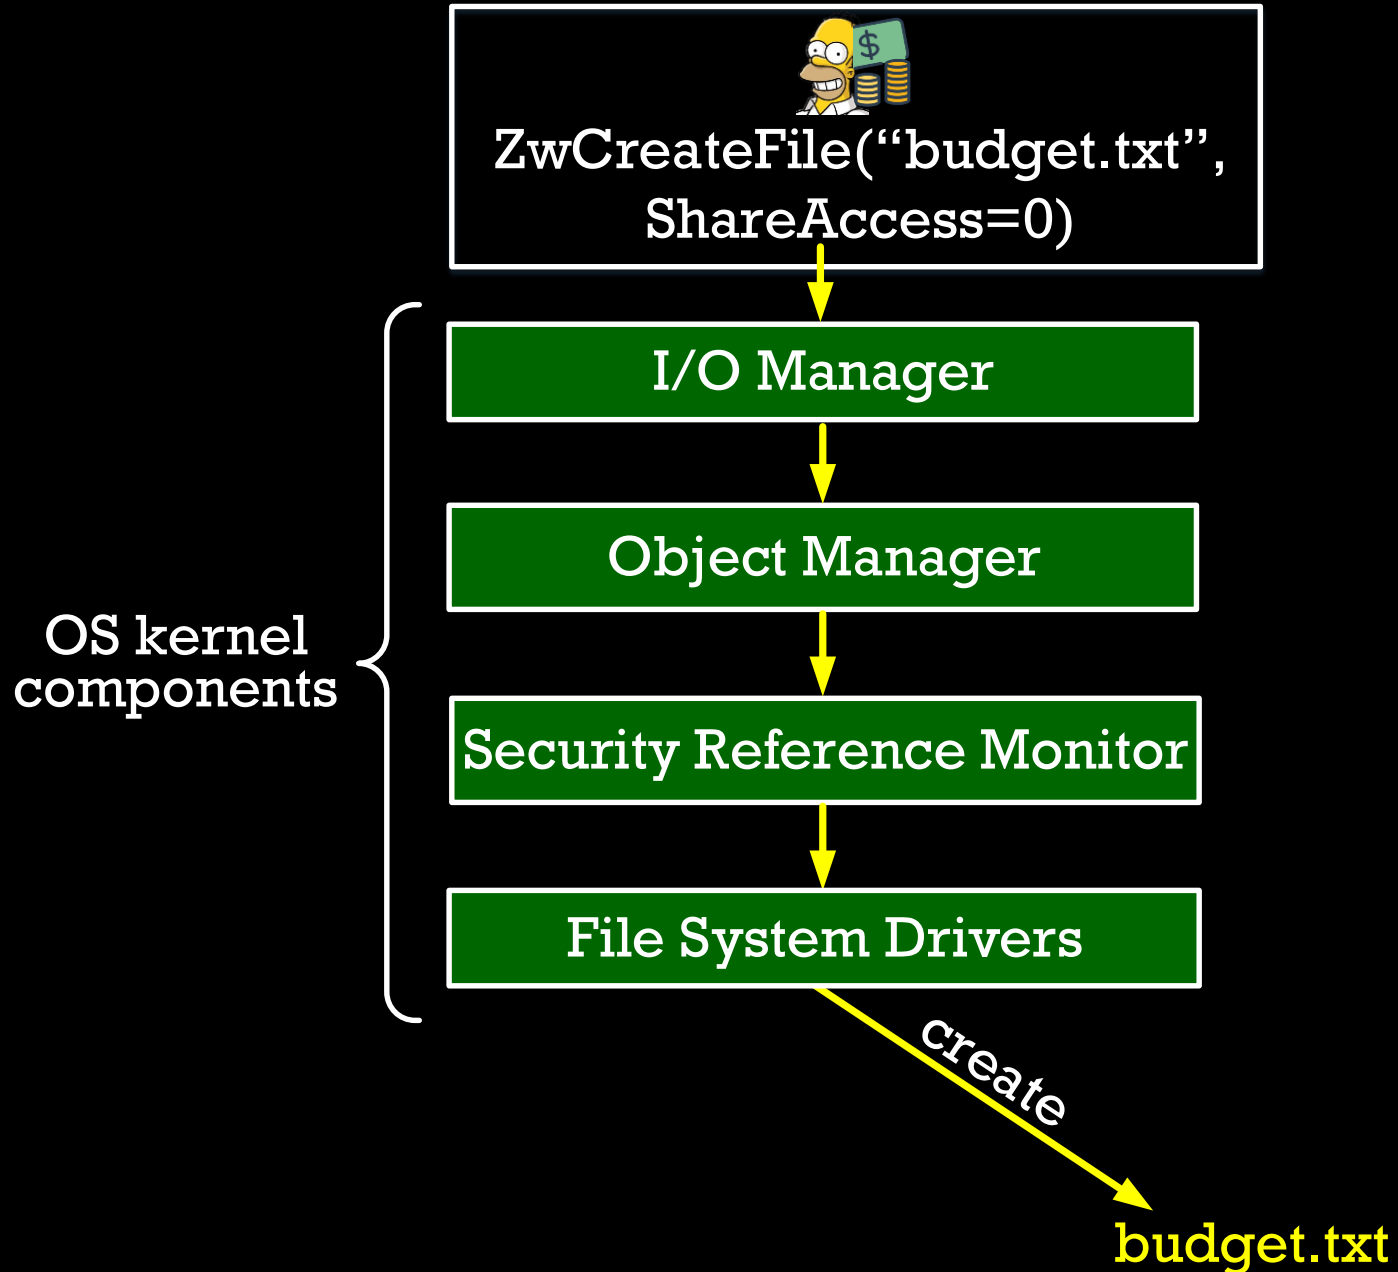 $
ZwCreateFile(“budget.txt”,
ShareAccess=0)
I/O Manager
Object Manager
OS kernel
components
Security Reference Monitor
File System Drivers
create
budget.txt